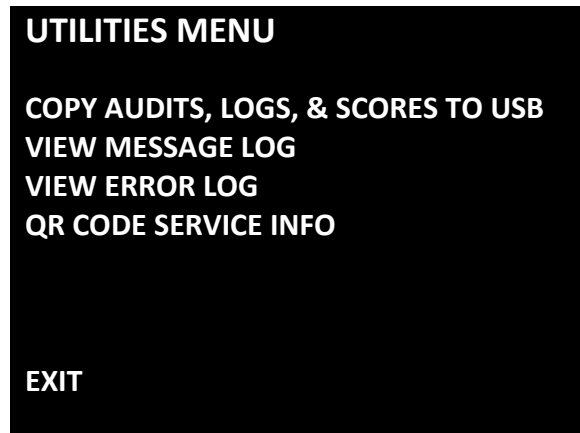 UTILITIES MENU
COPY AUDITS, LOGS, & SCORES TO USB
VIEW MESSAGE LOG
VIEW ERROR LOG
QR CODE SERVICE INFO
EXIT